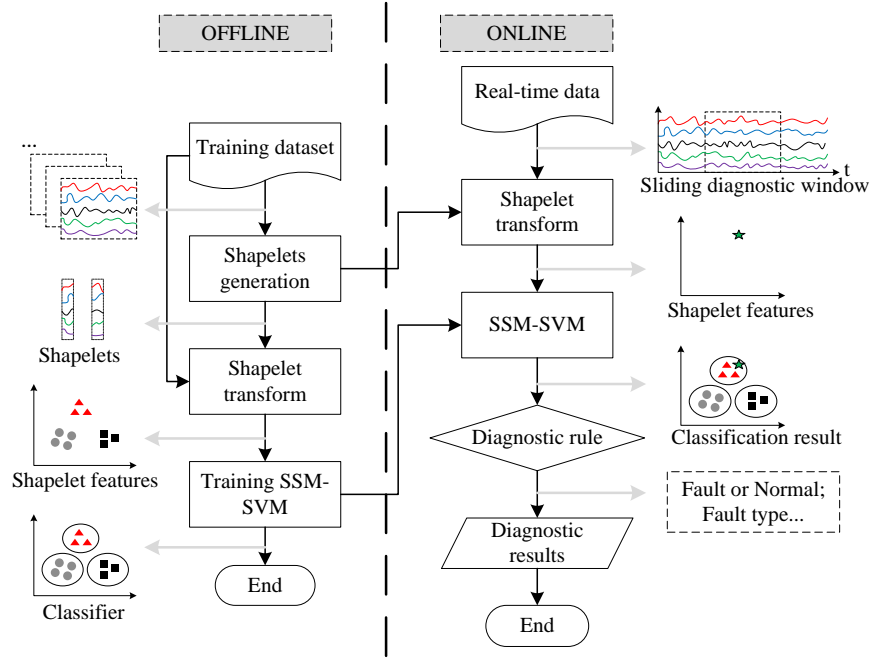 OFFLINE
...
Training dataset
Shapelets
generation
Shapelets
Shapelet
transform
Shapelet features
Training SSM-
SVM
Classifier
End
ONLINE
Real-time data
t
Sliding diagnostic window
Shapelet
transform
Shapelet features
SSM-SVM
Classification result
Diagnostic rule
Fault or Normal;
Fault type...
Diagnostic
results
End